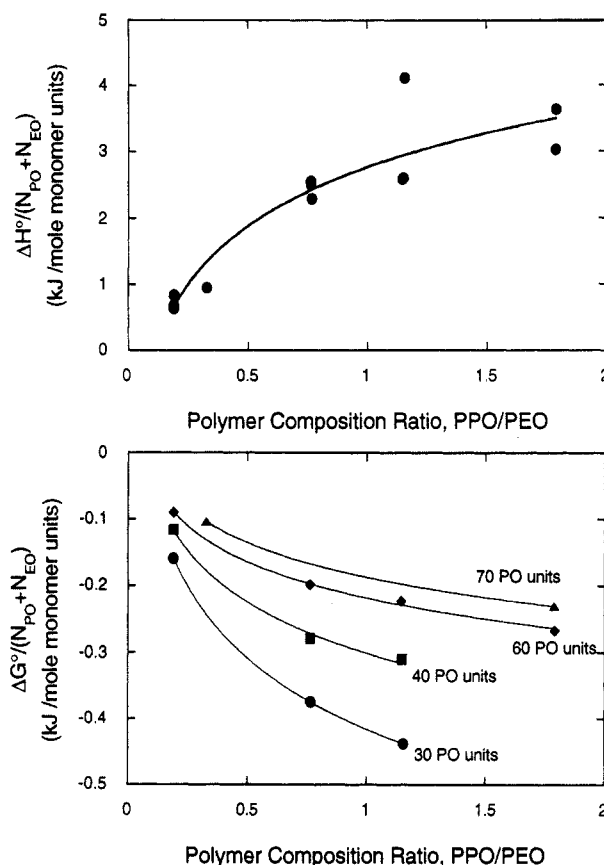 5
4
3
2
1
0
ΔH°/(N_PO+N_EO)
(kJ /mole monomer units)
0 0.5 1 1.5 2
Polymer Composition Ratio, PPO/PEO
0
-0.1
-0.2
-0.3
-0.4
-0.5
ΔG°/(N_PO+N_EO)
(kJ /mole monomer units)
70 PO units
60 PO units
40 PO units
30 PO units
0 0.5 1 1.5 2
Polymer Composition Ratio, PPO/PEO